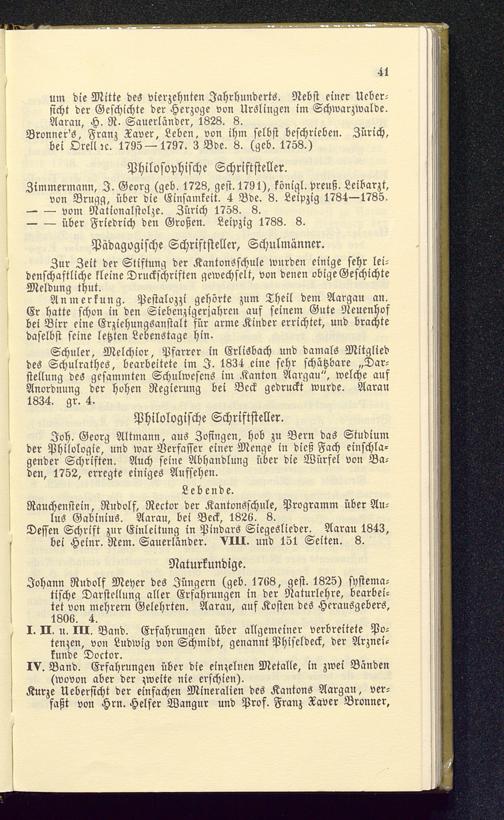 41
um die Mitte des vierzehnten Jahrhunderts. Nebst einer Ueber-
sicht der Geschichte der Herzoge von Urslingen im Schwarzwalde.
Aarau, H. R. Sauerländer, 1828. 8.
Bronner's, Franz Xaver, Leben, von ihm selbst beschrieben. Zürich,
bei Orell ꝛc. 1795—1797. 3 Bde. 8. (geb. 1758.)
Philosophische Schriftsteller.
Zimmermann, J. Georg (geb. 1728, gest. 1791), königl. preuß. Leibarzt,
von Brugg, über die Einsamkeit. 4 Bde. 8. Leipzig 1784—1785.
— — vom Nationalstolze. Zürich 1758. 8.
— — über Friedrich den Großen. Leipzig 1788. 8.
Pädagogische Schriftsteller, Schulmänner.
Zur Zeit der Stiftung der Kantonsschule wurden einige sehr lei-
denschaftliche kleine Druckschriften gewechselt, von denen obige Geschichte
Meldung thut.
Anmerkung. Pestalozzi gehörte zum Theil dem Aargau an.
Er hatte schon in den Siebenzigerjahren auf seinem Gute Neuenhof
bei Birr eine Erziehungsanstalt für arme Kinder errichtet, und brachte
daselbst seine letzten Lebenstage hin.
Schuler, Melchior, Pfarrer in Erlisbach und damals Mitglied
des Schulrathes, bearbeitete im J. 1834 eine sehr schätzbare „Dar-
stellung des gesammten Schulwesens im Kanton Aargau“, welche auf
Anordnung der hohen Regierung bei Beck gedruckt wurde. Aarau
1834. gr. 4.
Philologische Schriftsteller.
Joh. Georg Altmann, aus Zofingen, hob zu Bern das Studium
der Philologie, und war Verfasser einer Menge in dieß Fach einschla-
gender Schriften. Auch seine Abhandlung über die Würfel von Ba-
den, 1752, erregte einiges Aufsehen.
Lebende.
Rauchenstein, Rudolf, Rector der Kantonsschule, Programm über Au-
lus Gabinius. Aarau, bei Beck, 1826. 8.
Dessen Schrift zur Einleitung in Pindars Siegeslieder. Aarau 1843,
bei Heinr. Rem. Sauerländer. VIII. und 151 Seiten. 8.
Naturkundige.
Johann Rudolf Meyer des Jüngern (geb. 1768, gest. 1825) systema-
tische Darstellung aller Erfahrungen in der Naturlehre, bearbei-
tet von mehrern Gelehrten. Aarau, auf Kosten des Herausgebers,
1806. 4.
I. II. u. III. Band. Erfahrungen über allgemeiner verbreitete Po-
tenzen, von Ludwig von Schmidt, genannt Phiseldeck, der Arznei-
kunde Doctor.
IV. Band. Erfahrungen über die einzelnen Metalle, in zwei Bänden
(wovon aber der zweite nie erschien).
Kurze Uebersicht der einfachen Mineralien des Kantons Aargau, ver-
faßt von Hrn. Helfer Wanger und Prof. Franz Xaver Bronner,